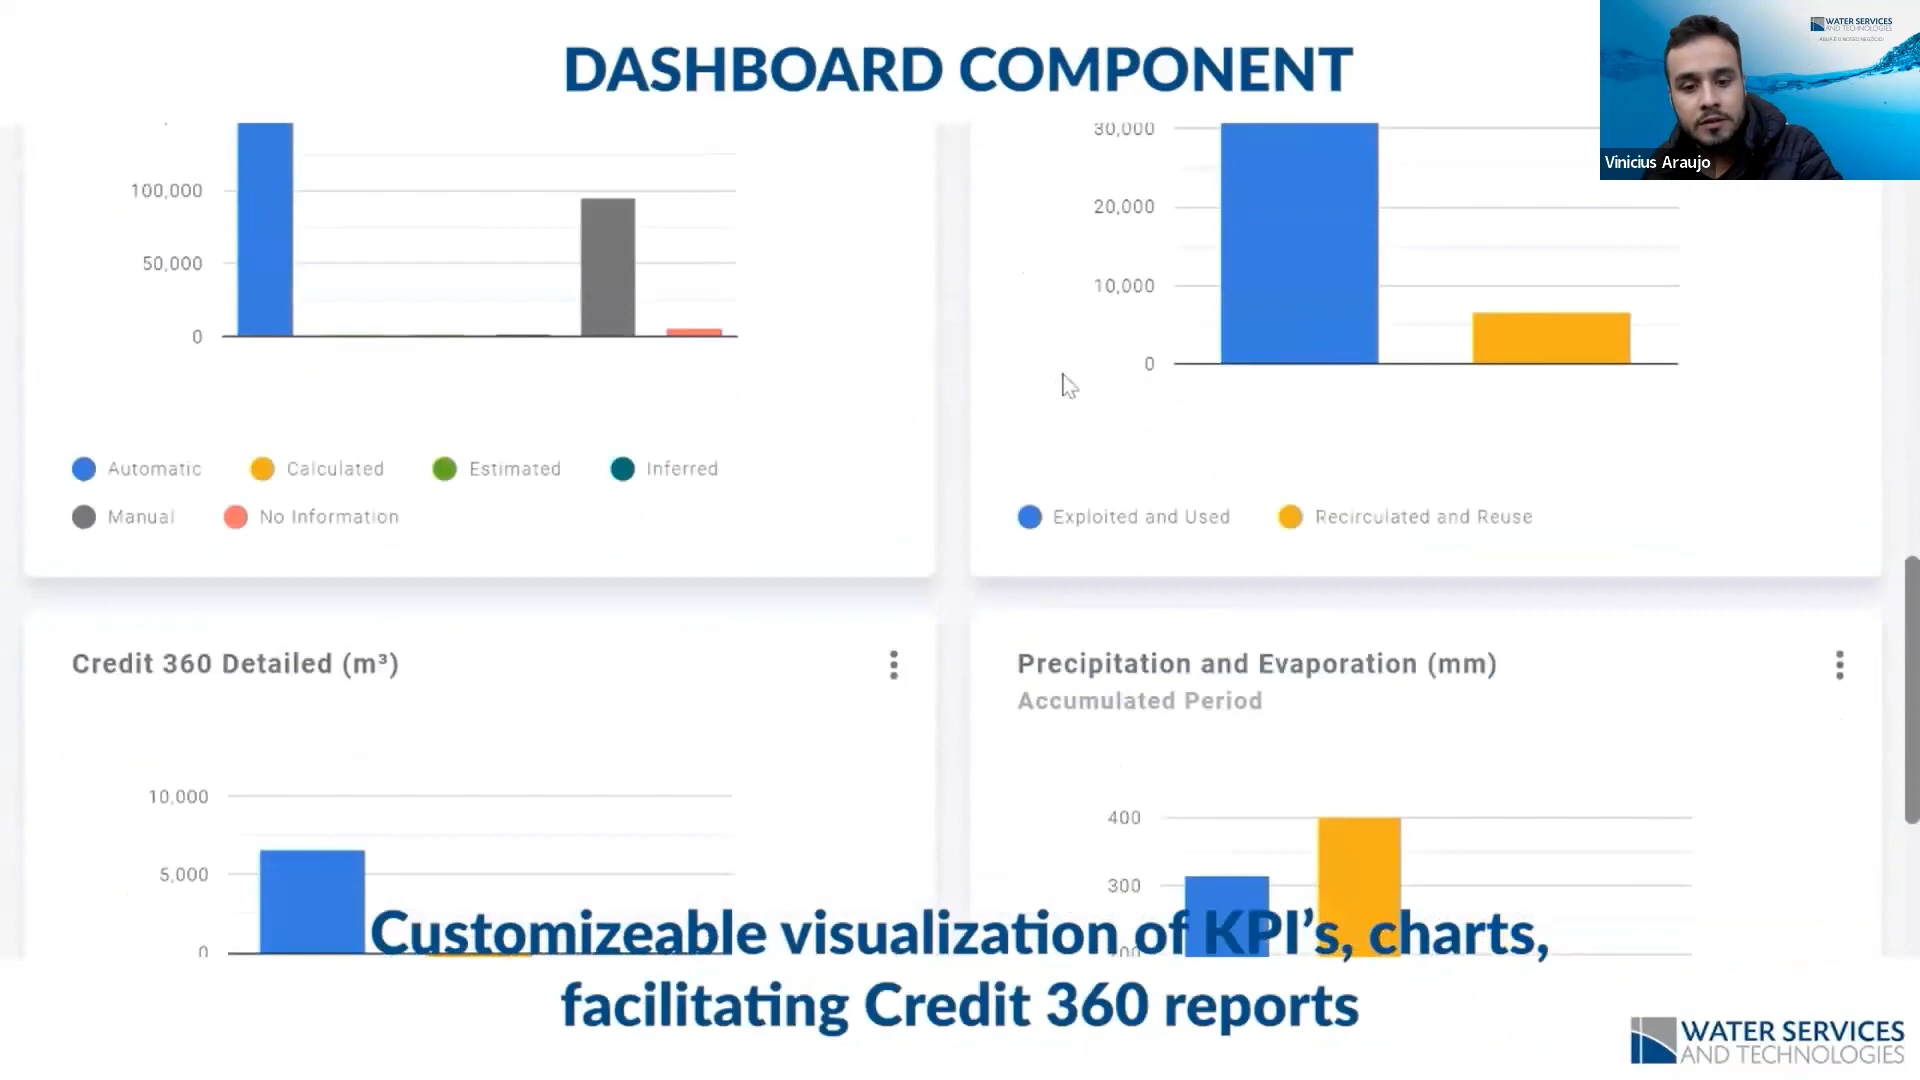 DASHBOARD COMPONENT
WATER SERVICES
AND TECHNOLOGIES
Vinicius Araujo
100,000
50,000
0
Automatic
Calculated
Estimated
Inferred
Manual
No Information
30,000
20,000
10,000
0
Exploited and Used
Recirculated and Reuse
Credit 360 Detailed (m³)
10,000
5,000
0
Precipitation and Evaporation (mm)
Accumulated Period
400
300
Customizeable visualization of KPI's, charts,
facilitating Credit 360 reports
WATER SERVICES
AND TECHNOLOGIES